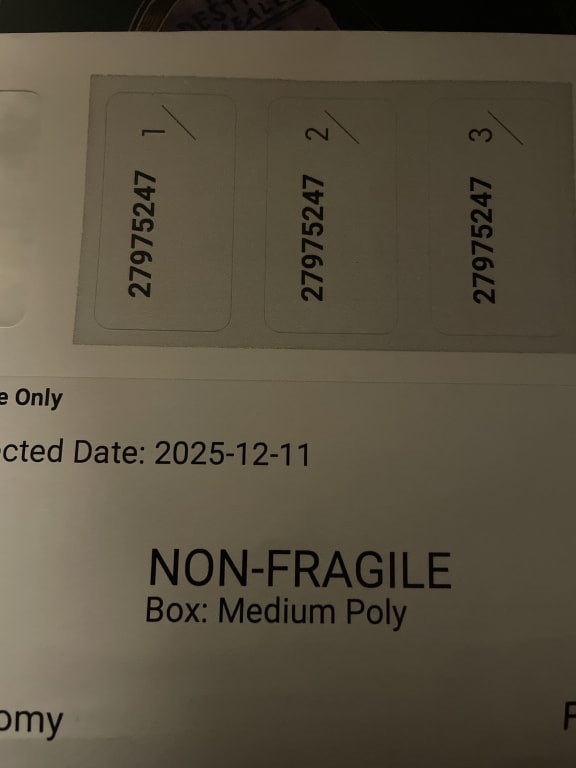 27975247 1/
27975247 2/
27975247 3/
e Only
cted Date: 2025-12-11
NON-FRAGILE
Box: Medium Poly
omy